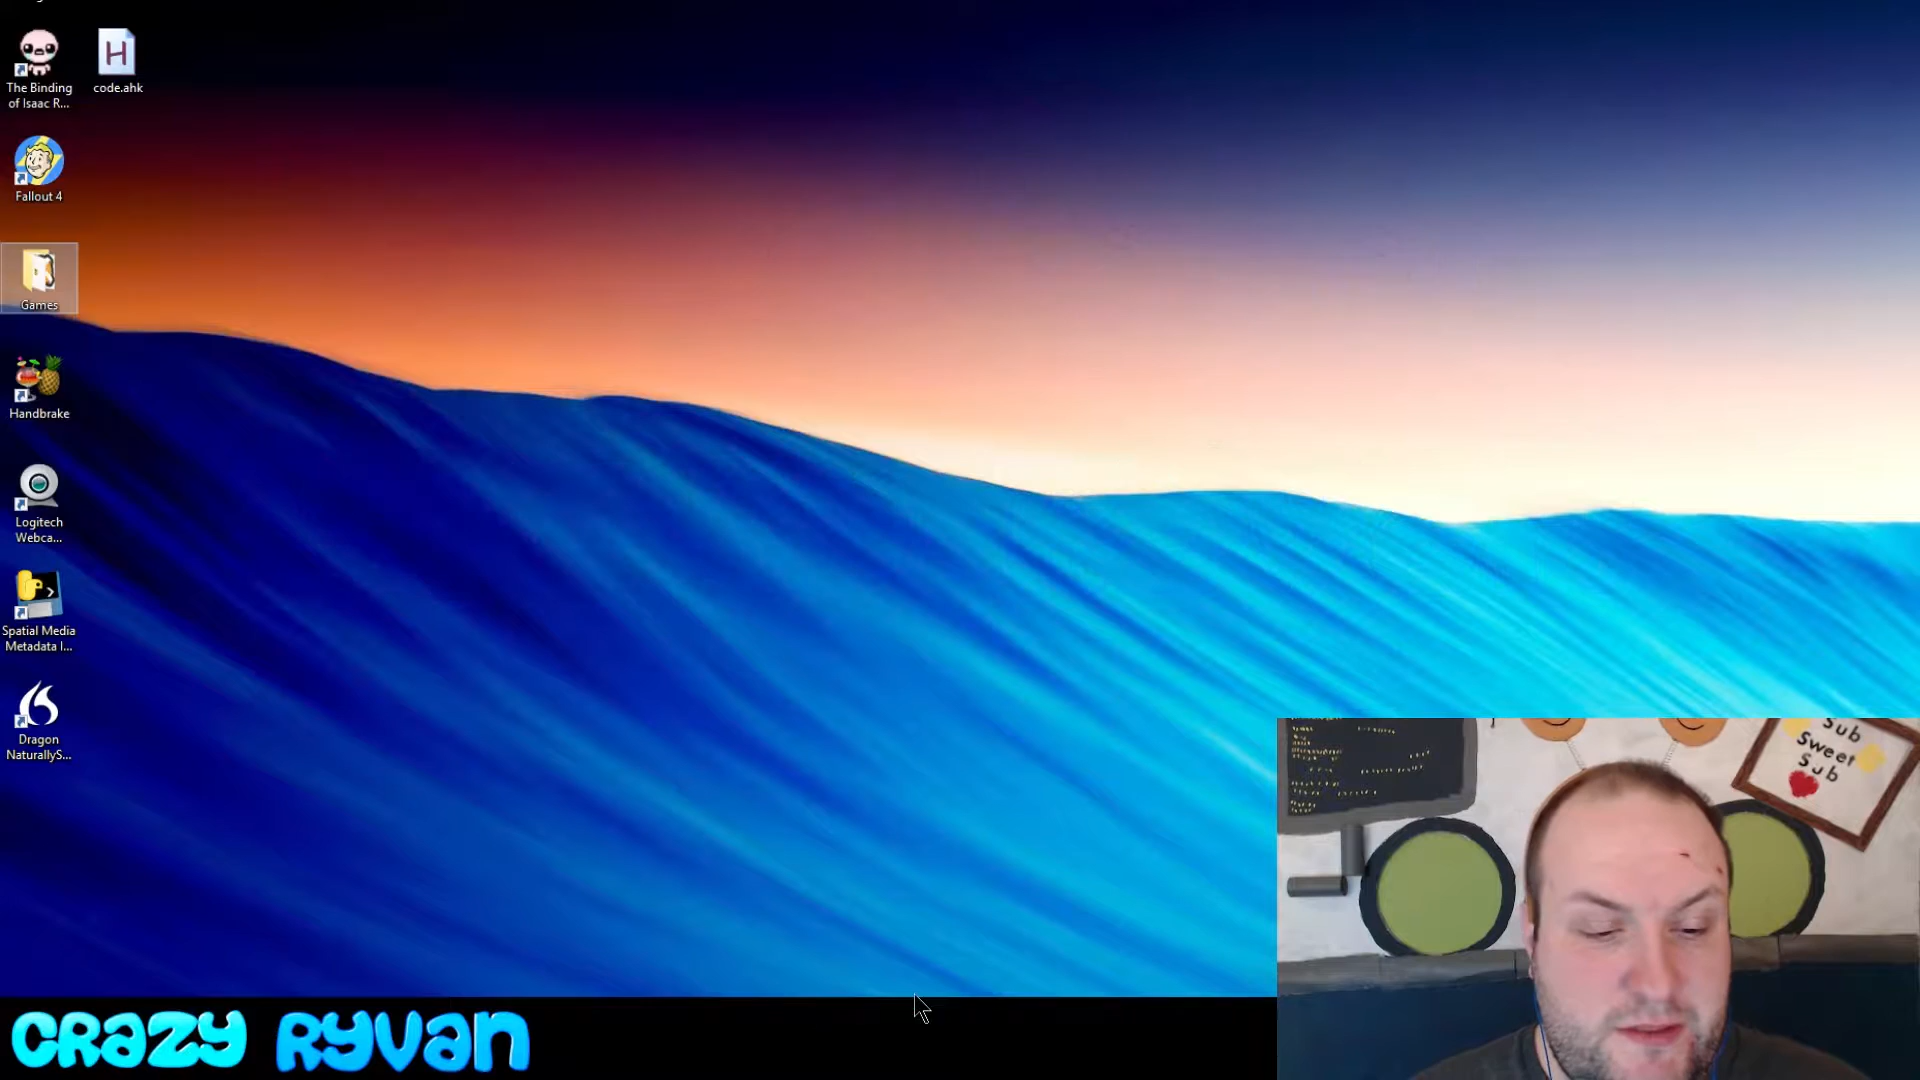 The Binding
of Isaac R...
code.ahk
Fallout 4
Games
Handbrake
Logitech
Webca...
Spatial Media
Metadata I...
Dragon
NaturallyS...
Sub
Sweet
Sub
CRAZY RYVAN